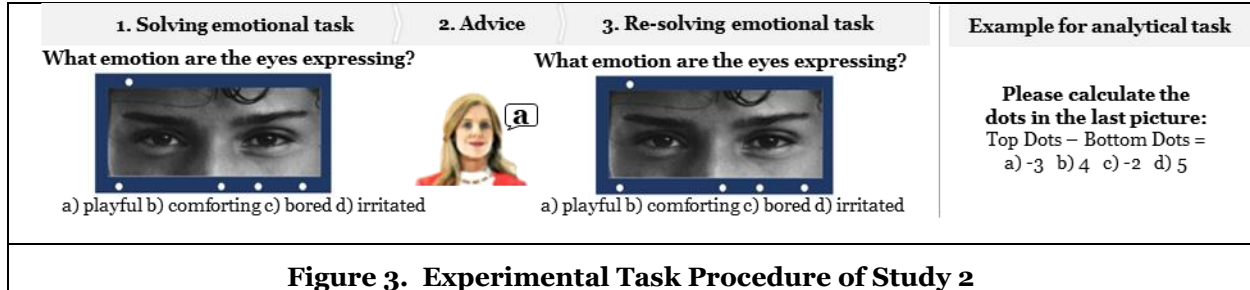 1. Solving emotional task
2. Advice
3. Re-solving emotional task
What emotion are the eyes expressing?
a
What emotion are the eyes expressing?
a) playful b) comforting c) bored d) irritated
a) playful b) comforting c) bored d) irritated
Example for analytical task
Please calculate the
dots in the last picture:
Top Dots – Bottom Dots =
a) -3 b) 4 c) -2 d) 5
Figure 3. Experimental Task Procedure of Study 2